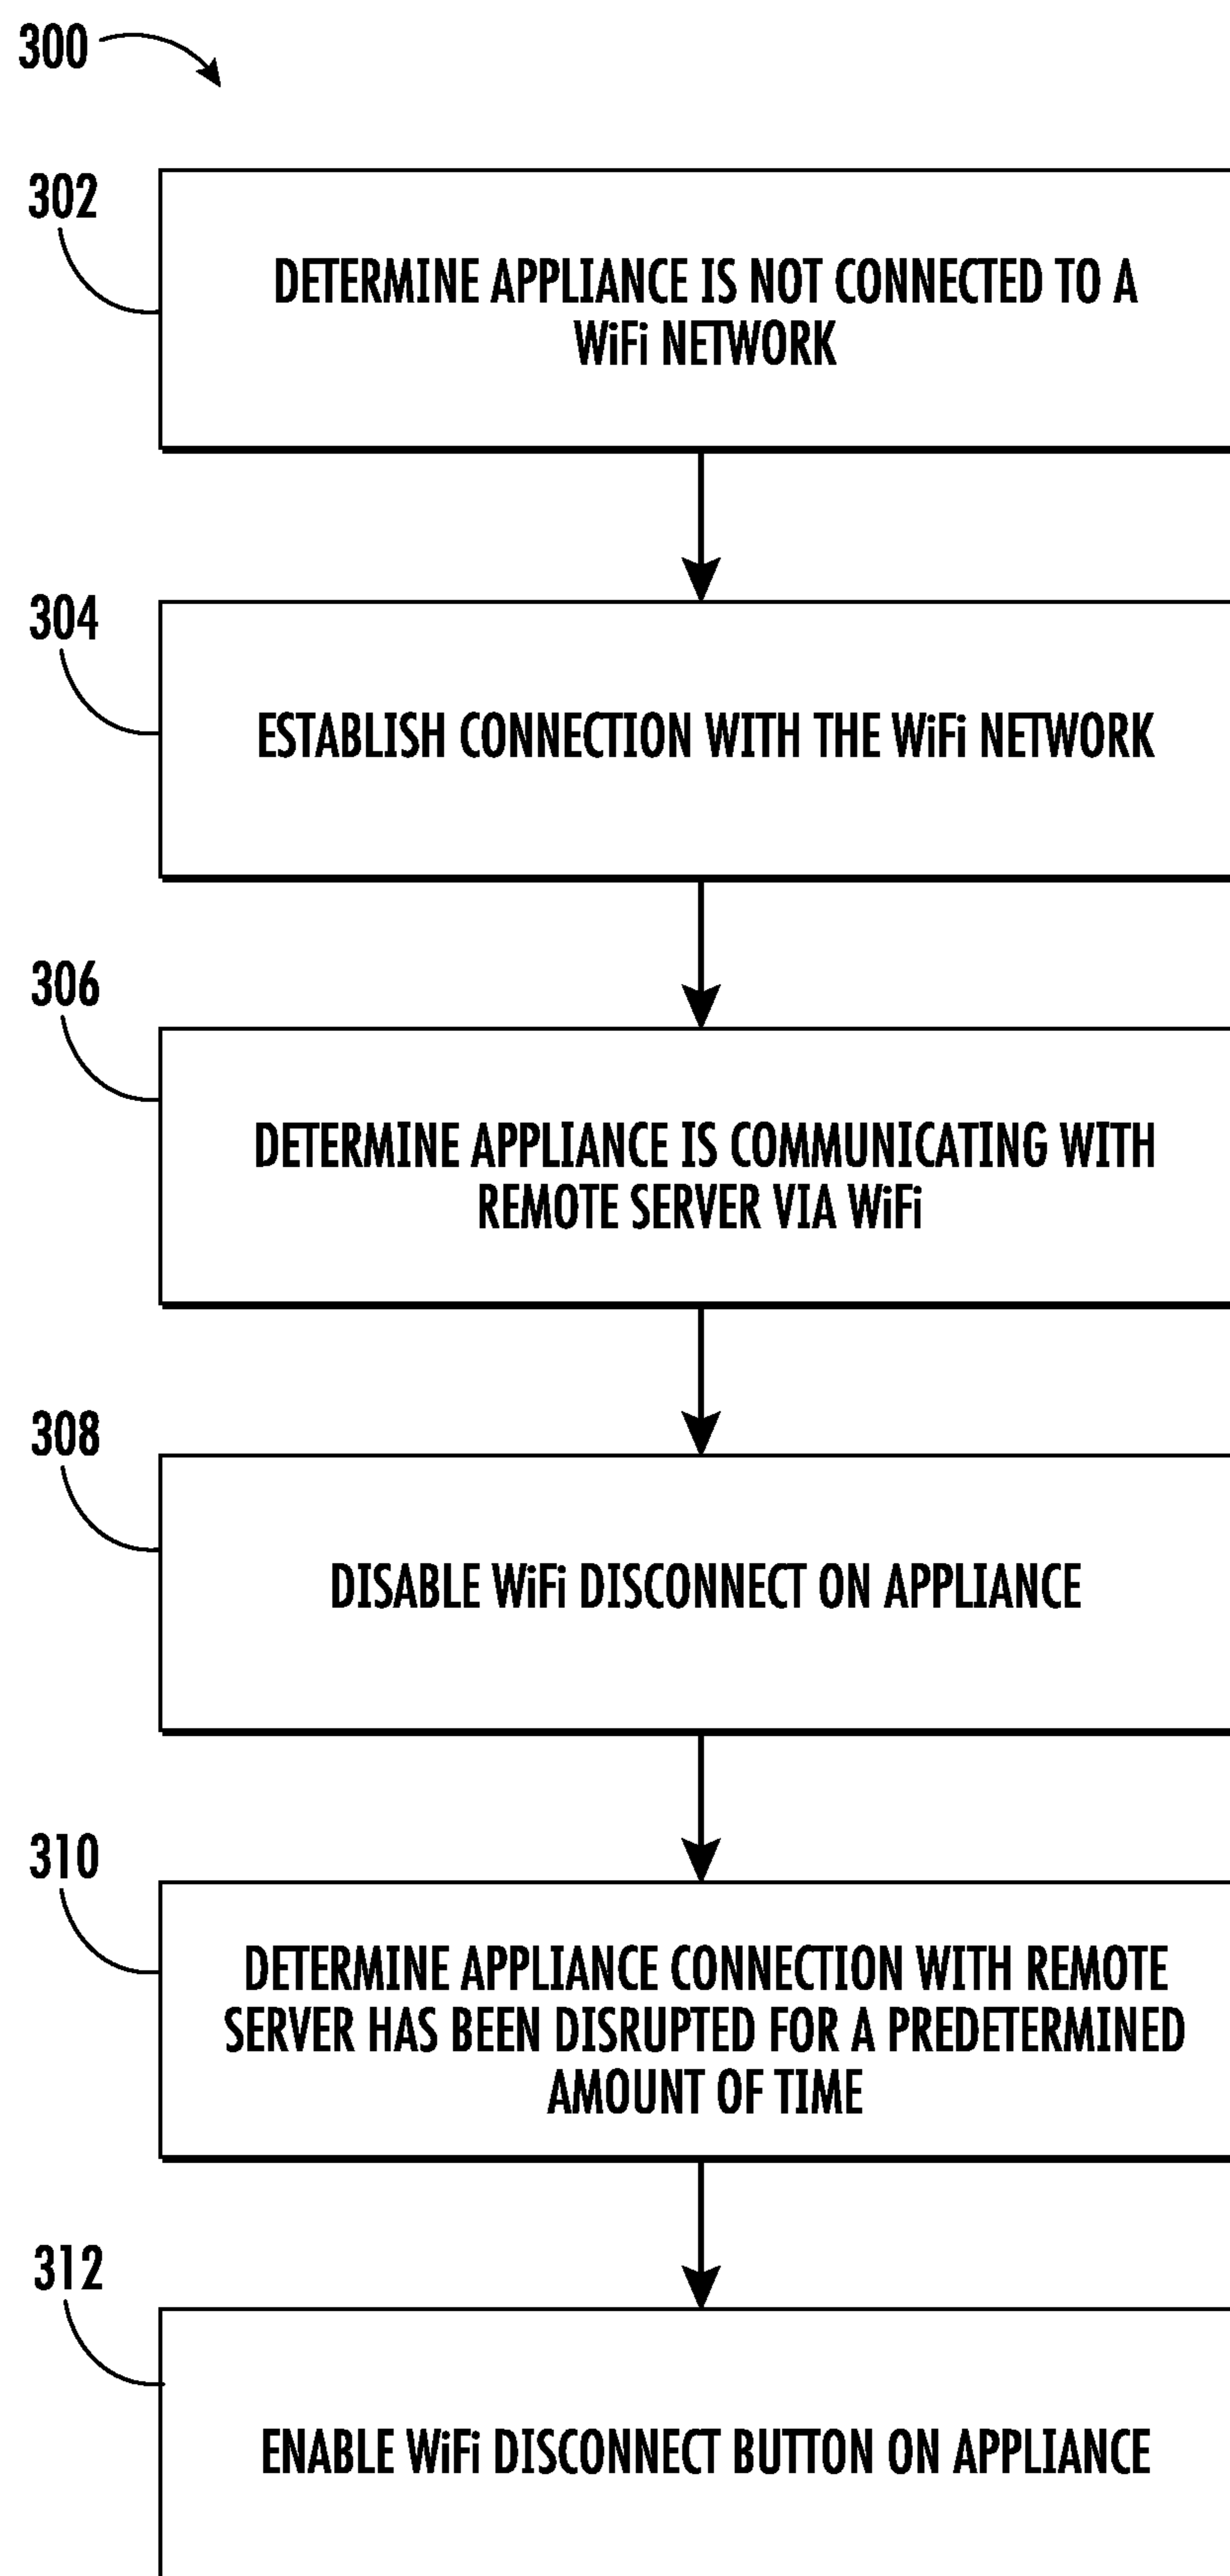 300
302
DETERMINE APPLIANCE IS NOT CONNECTED TO A
WiFi NETWORK
304
ESTABLISH CONNECTION WITH THE WiFi NETWORK
306
DETERMINE APPLIANCE IS COMMUNICATING WITH
REMOTE SERVER VIA WiFi
308
DISABLE WiFi DISCONNECT ON APPLIANCE
310
DETERMINE APPLIANCE CONNECTION WITH REMOTE
SERVER HAS BEEN DISRUPTED FOR A PREDETERMINED
AMOUNT OF TIME
312
ENABLE WiFi DISCONNECT BUTTON ON APPLIANCE